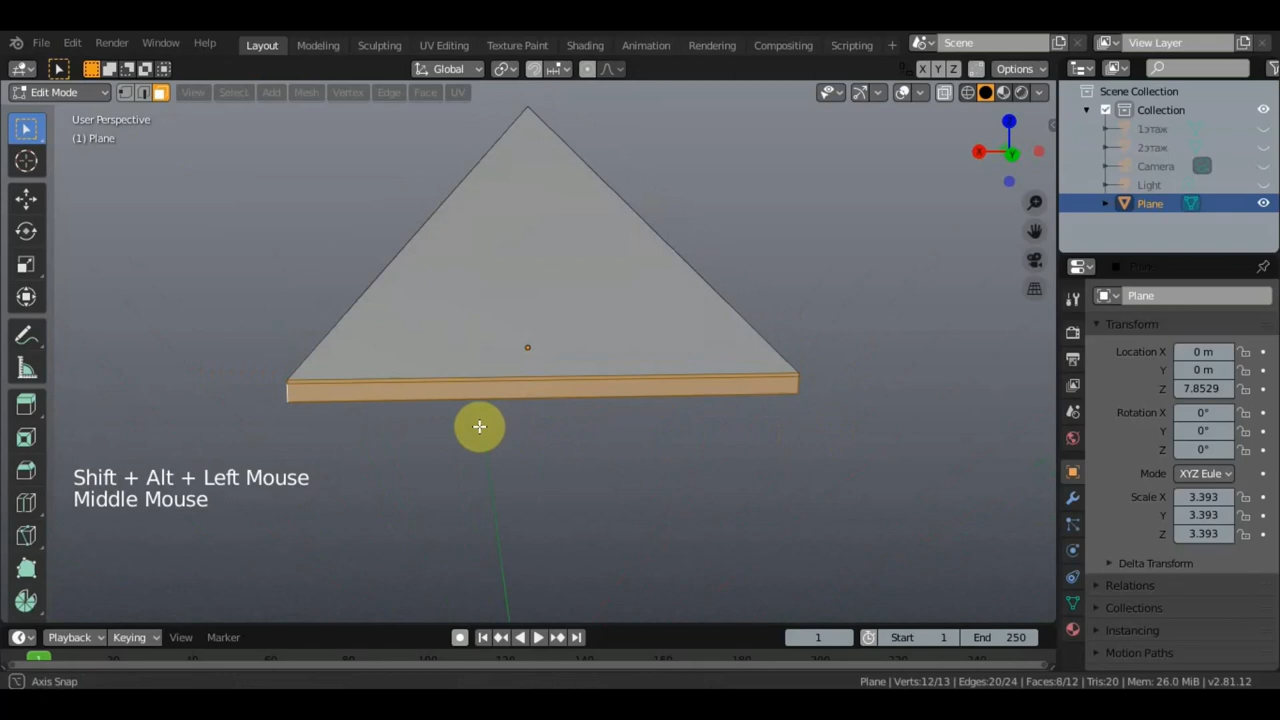 File Edit Render Window Help Layout Modeling Sculpting UV Editing Texture Paint Shading Animation Rendering Compositing Scripting + Scene View Layer
Global X Y Z Options
Edit Mode View Select Add Mesh Vertex Edge Face UV
User Perspective
(1) Plane
Z
X
Y
Shift + Alt + Left Mouse
Middle Mouse
Scene Collection
Collection
1этаж
2этаж
Camera
Light
Plane
Plane
Transform
Location X 0 m
Y 0 m
Z 7.8529
Rotation X 0°
Y 0°
Z 0°
Mode XYZ Eule
Scale X 3.393
Y 3.393
Z 3.393
Delta Transform
Relations
Collections
Instancing
Motion Paths
Playback Keying View Marker 1 Start 1 End 250
1
Axis Snap Plane | Verts:12/13 | Edges:20/24 | Faces:8/12 | Tris:20 | Mem: 26.0 MiB | v2.81.12